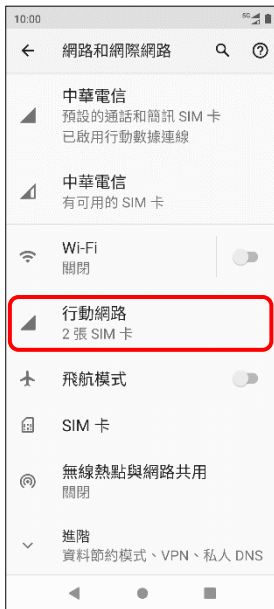 10:00
5G
網路和網際網路
中華電信
預設的通話和簡訊 SIM 卡
已啟用行動數據連線
中華電信
有可用的 SIM 卡
Wi-Fi
關閉
行動網路
2 張 SIM 卡
飛航模式
SIM 卡
無線熱點與網路共用
關閉
進階
資料節約模式、VPN、私人 DNS